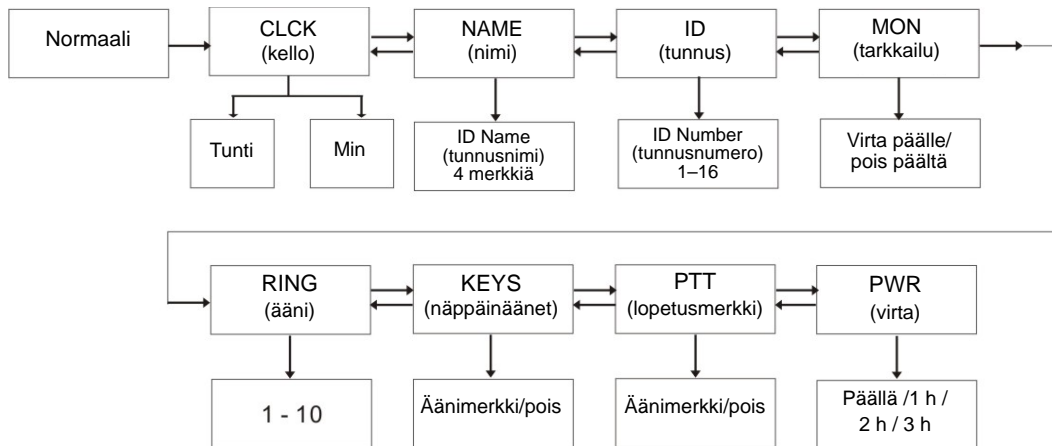 Normaali
CLCK
(kello)
NAME
(nimi)
ID
(tunnus)
MON
(tarkkailu)
Tunti
Min
ID Name
(tunnusnimi)
4 merkkiä
ID Number
(tunnusnumero)
1–16
Virta päälle/
pois päältä
RING
(ääni)
KEYS
(näppäinäänet)
PTT
(lopetusmerkki)
PWR
(virta)
1 - 10
Äänimerkki/pois
Äänimerkki/pois
Päällä /1 h /
2 h / 3 h